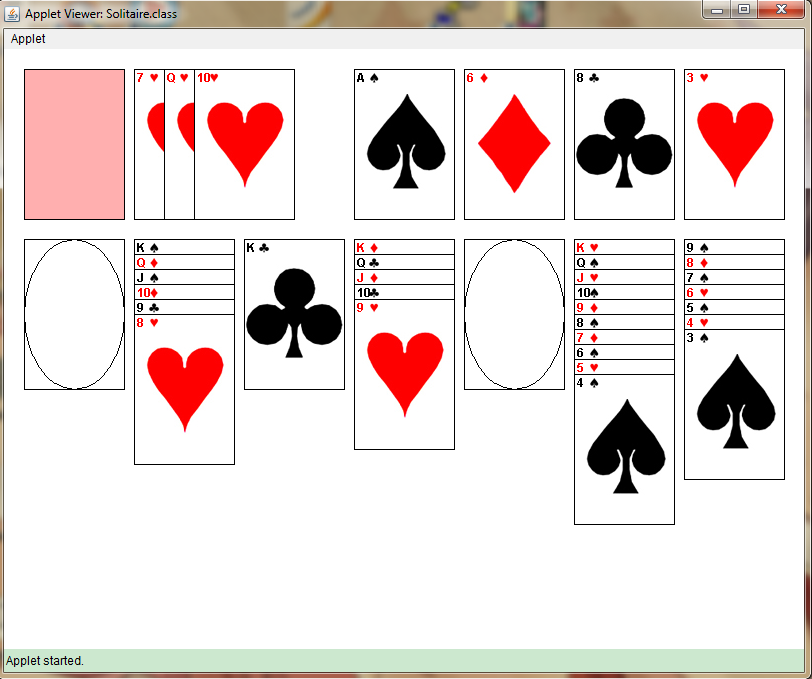 Applet Viewer: Solitaire.class
Applet
7 ♥ Q ♥ 10♥ A ♠ 6 ♦ 8 ♣ 3 ♥
K ♠ K ♣ K ♦ K ♥ 9 ♠
Q ♦ Q ♣ Q ♠ 8 ♦
J ♠ J ♦ J ♥ 7 ♠
10♦ 10♣ 10♠ 6 ♥
9 ♣ 9 ♥ 9 ♦ 5 ♠
8 ♥ 8 ♠ 4 ♥
7 ♦ 3 ♠
6 ♠
5 ♥
4 ♠
Applet started.